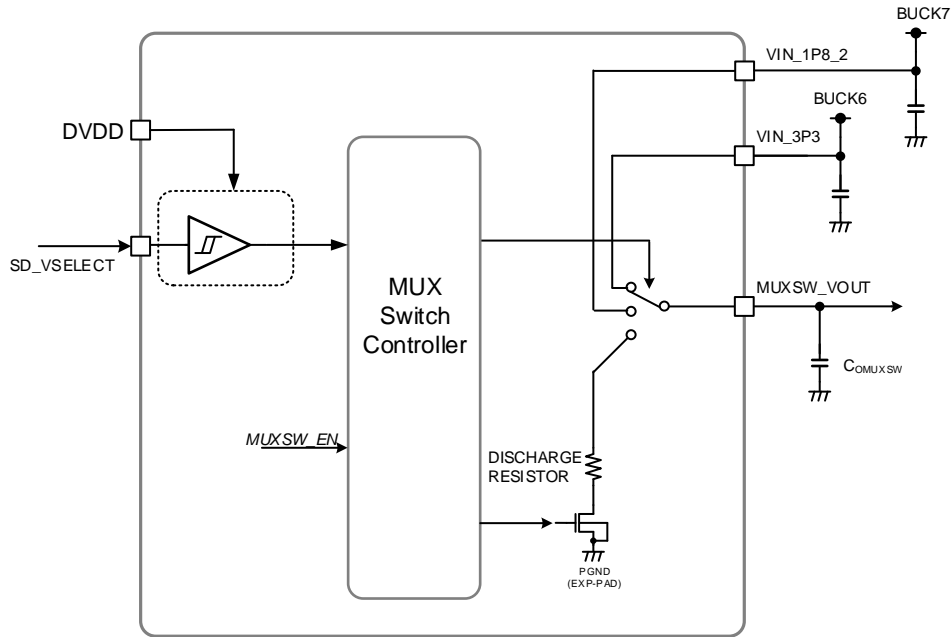 BUCK7
VIN_1P8_2
BUCK6
DVDD
VIN_3P3
SD_VSELECT
MUX
Switch
Controller
MUXSW_VOUT
COMUXSW
MUXSW_EN
DISCHARGE
RESISTOR
PGND
(EXP-PAD)